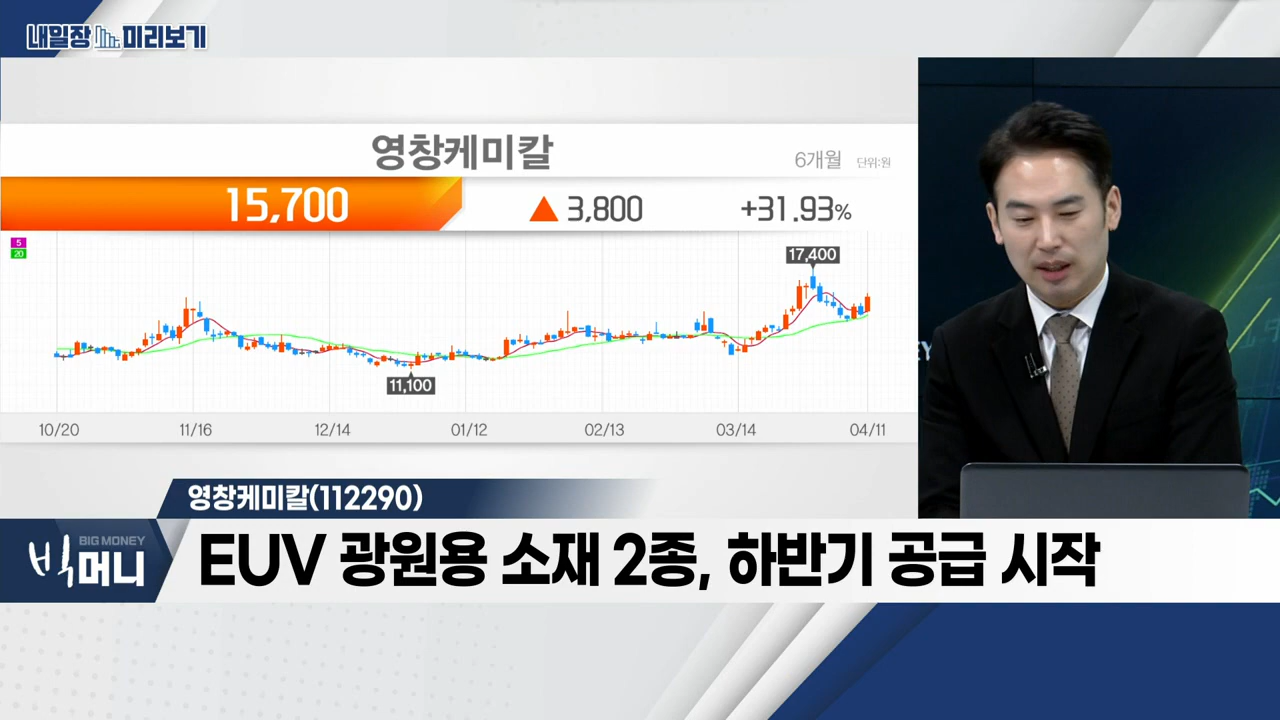 내일장 미리보기
영창케미칼
6개월 단위:원
15,700 ▲ 3,800 +31.93%
5
20
17,400
11,100
10/20 11/16 12/14 01/12 02/13 03/14 04/11
영창케미칼(112290)
BIG MONEY
빅머니
EUV 광원용 소재 2종, 하반기 공급 시작